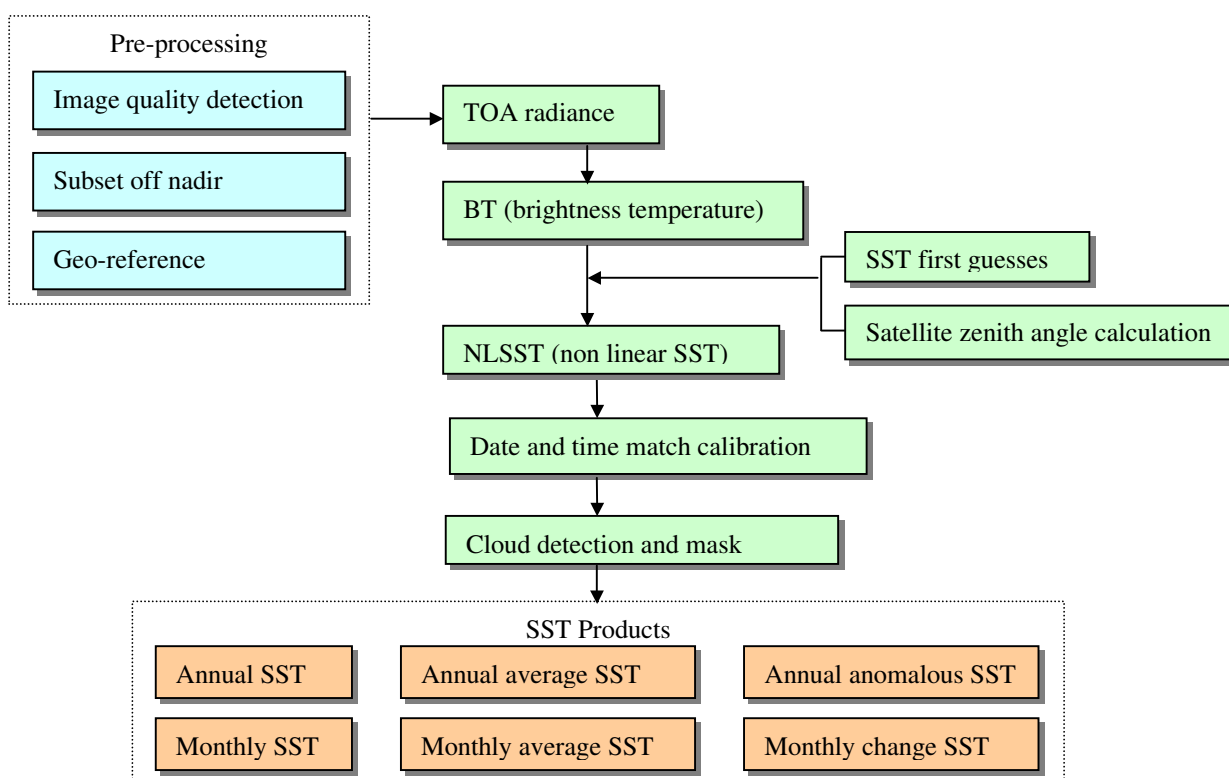 Pre-processing
Image quality detection
Subset off nadir
Geo-reference
TOA radiance
BT (brightness temperature)
SST first guesses
Satellite zenith angle calculation
NLSST (non linear SST)
Date and time match calibration
Cloud detection and mask
SST Products
Annual SST
Annual average SST
Annual anomalous SST
Monthly SST
Monthly average SST
Monthly change SST